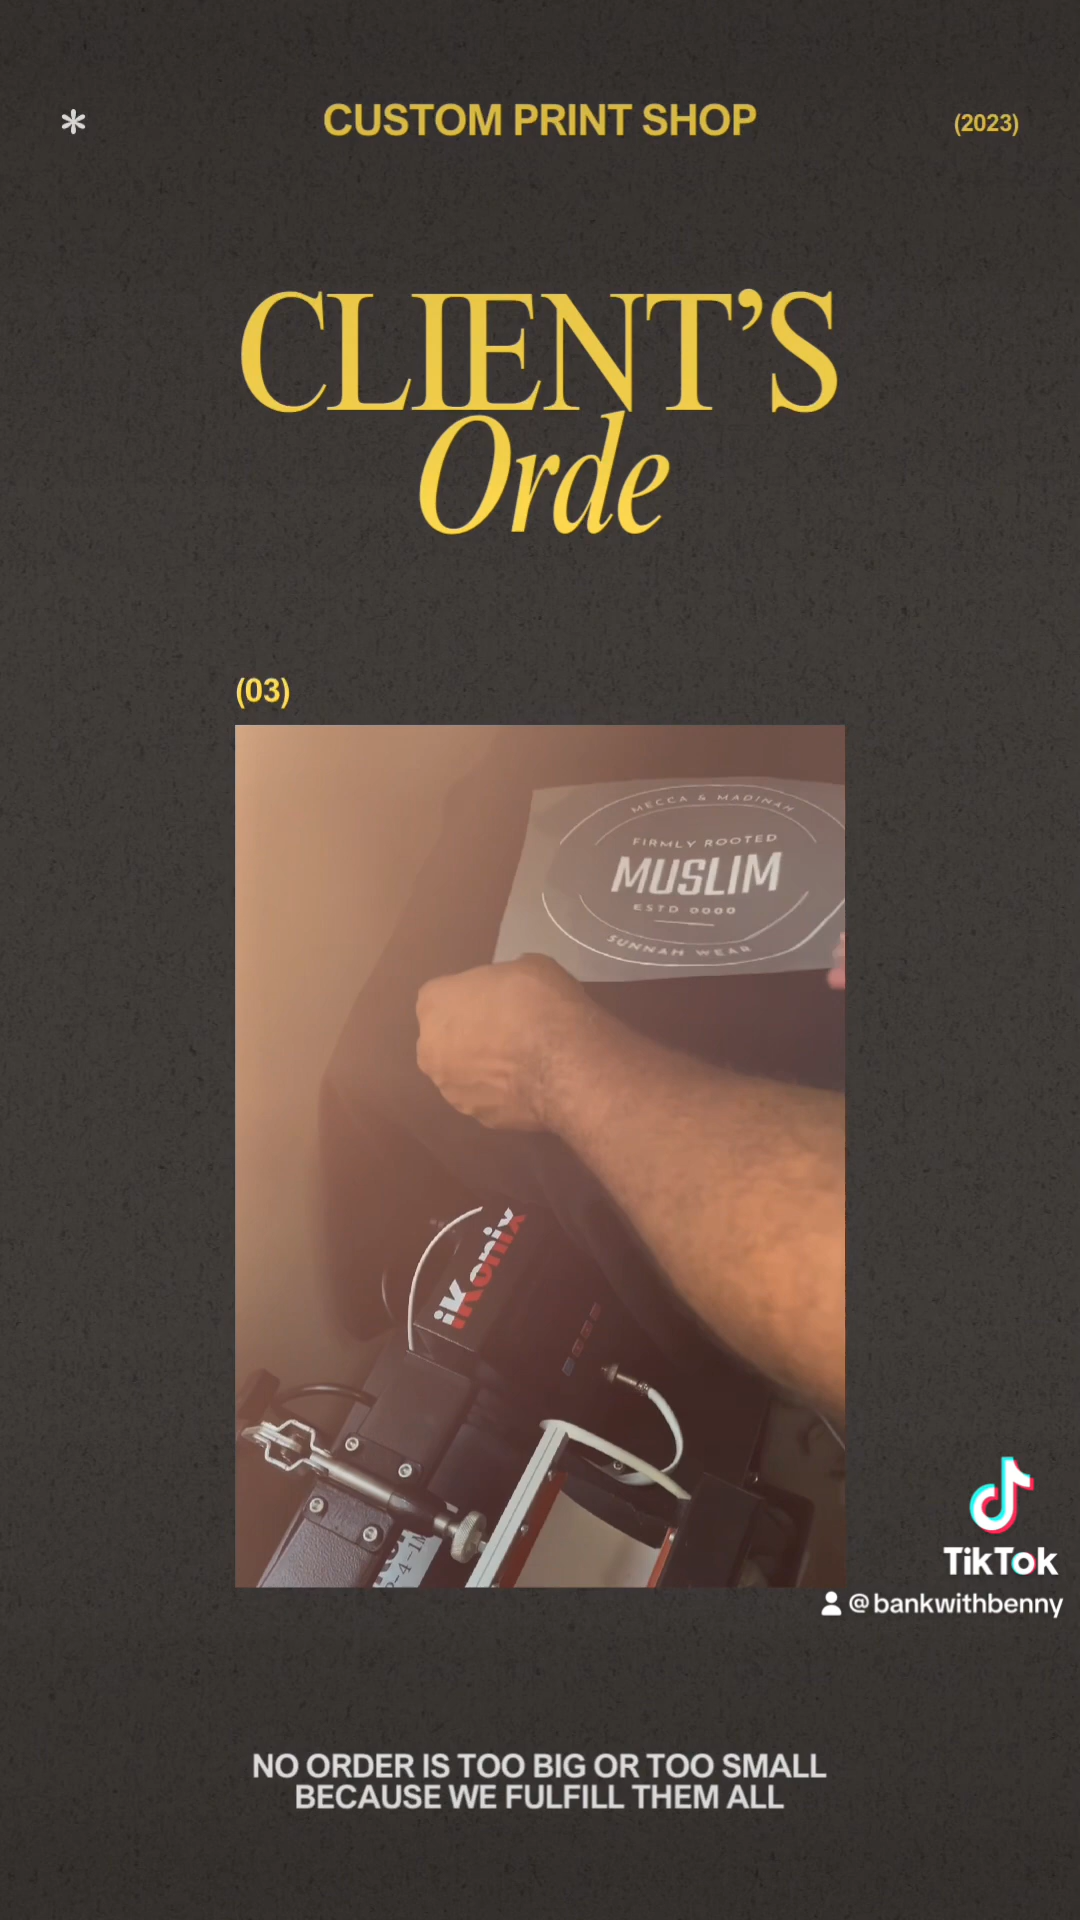 *
CUSTOM PRINT SHOP
(2023)
CLIENT’S
Orde
(03)
MECCA & MADINAH
FIRMLY ROOTED
MUSLIM
ESTD 0000
SUNNAH WEAR
iKonix
TikTok
@bankwithbenny
NO ORDER IS TOO BIG OR TOO SMALL
BECAUSE WE FULFILL THEM ALL